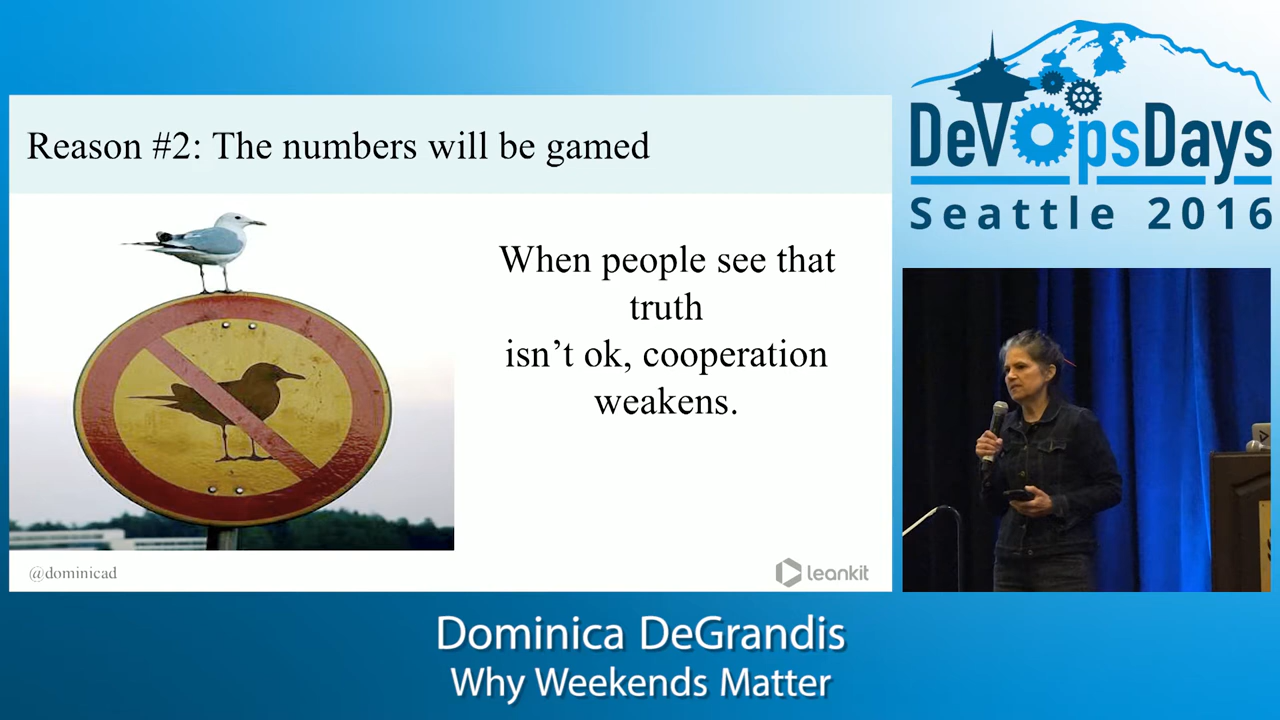 Reason #2: The numbers will be gamed
When people see that
truth
isn't ok, cooperation
weakens.
@dominicad
leankit
DevOpsDays
Seattle 2016
Dominica DeGrandis
Why Weekends Matter